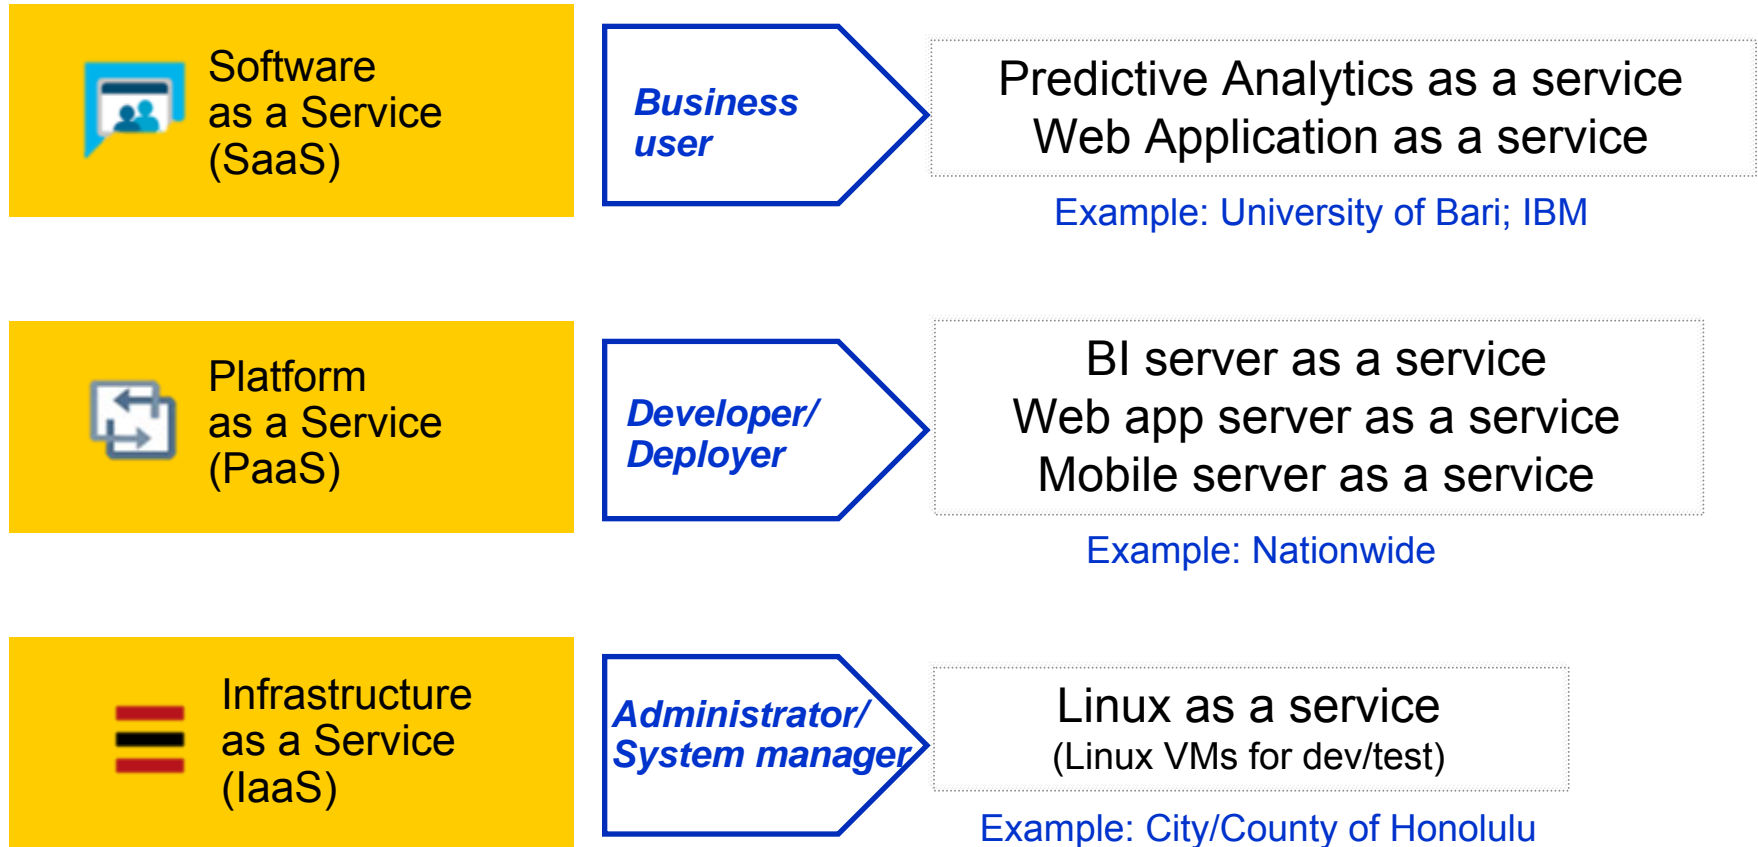 Software
as a Service
(SaaS)
Business
user
Predictive Analytics as a service
Web Application as a service
Example: University of Bari; IBM
Platform
as a Service
(PaaS)
Developer/
Deployer
BI server as a service
Web app server as a service
Mobile server as a service
Example: Nationwide
Infrastructure
as a Service
(IaaS)
Administrator/
System manager
Linux as a service
(Linux VMs for dev/test)
Example: City/County of Honolulu